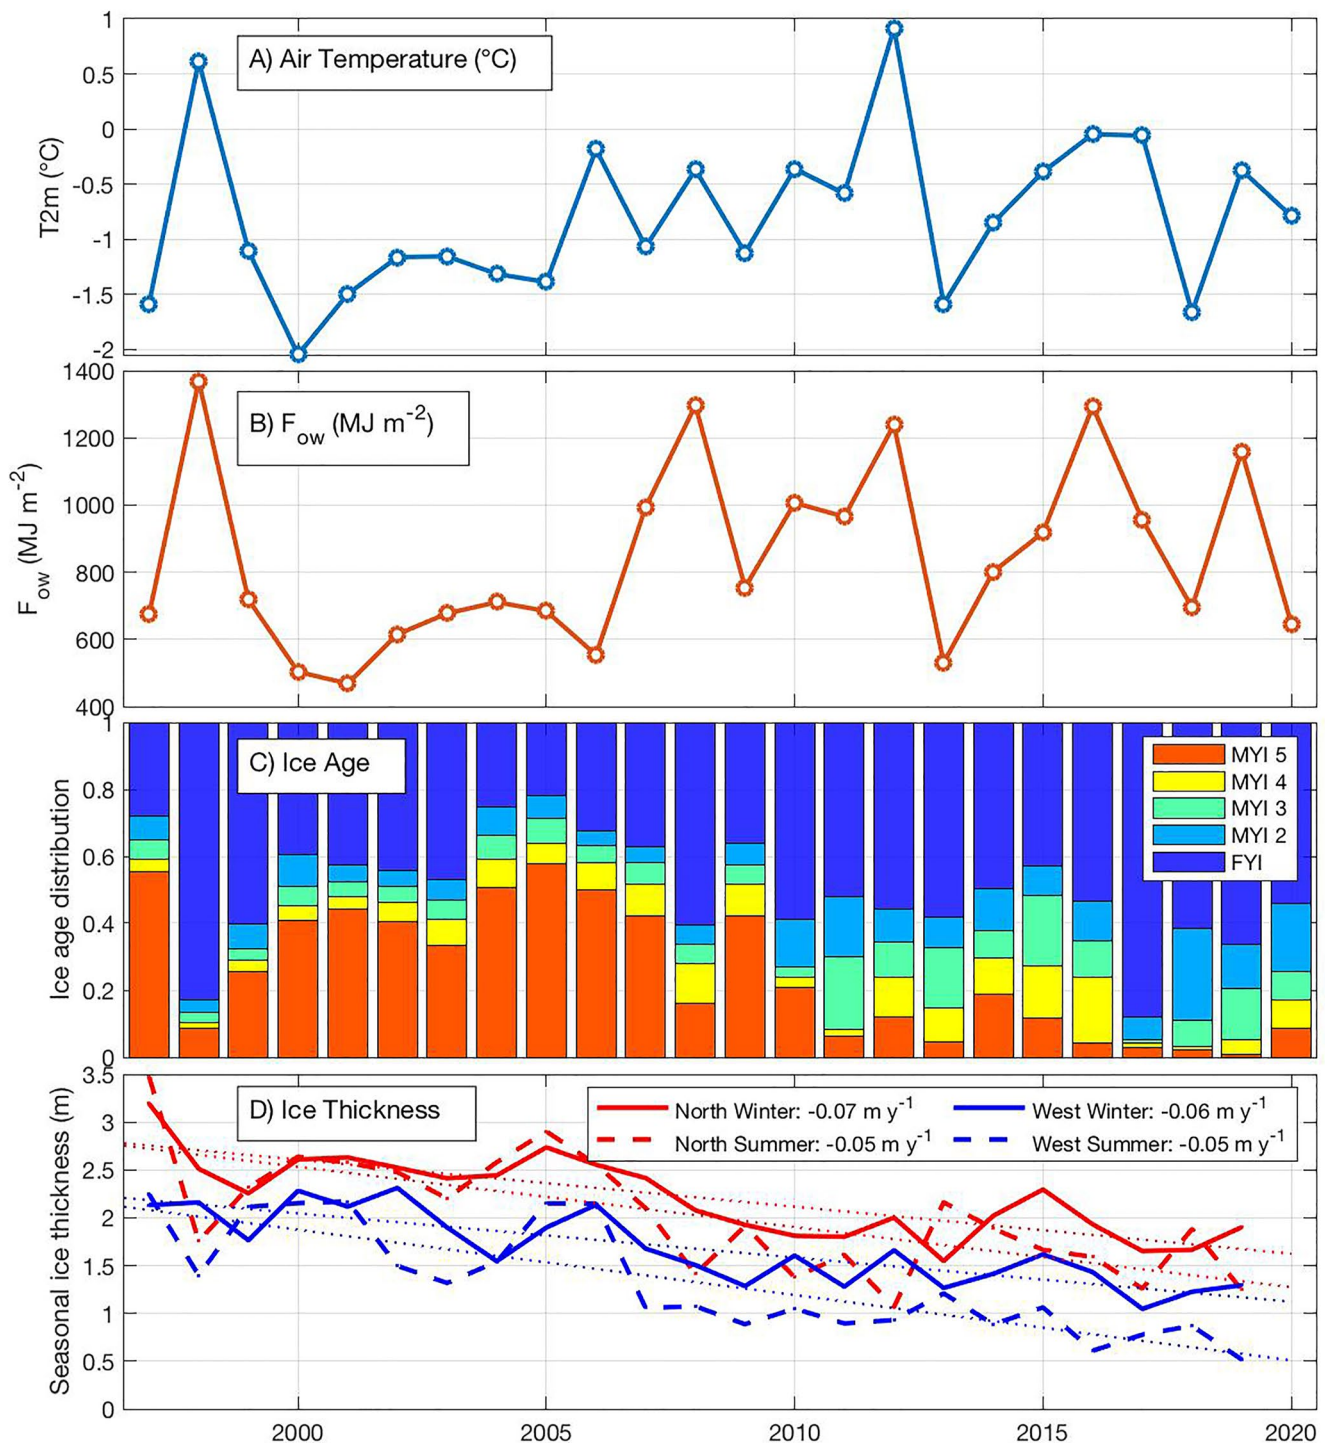 A) Air Temperature (°C)
T2m (°C)
1
0.5
0
-0.5
-1
-1.5
-2
B) Fow (MJ m-2)
Fow (MJ m-2)
1400
1200
1000
800
600
400
C) Ice Age
Ice age distribution
1
0.8
0.6
0.4
0.2
0
MYI 5
MYI 4
MYI 3
MYI 2
FYI
D) Ice Thickness
Seasonal ice thickness (m)
3.5
3
2.5
2
1.5
1
0.5
0
North Winter: -0.07 m y-1
North Summer: -0.05 m y-1
West Winter: -0.06 m y-1
West Summer: -0.05 m y-1
2000 2005 2010 2015 2020